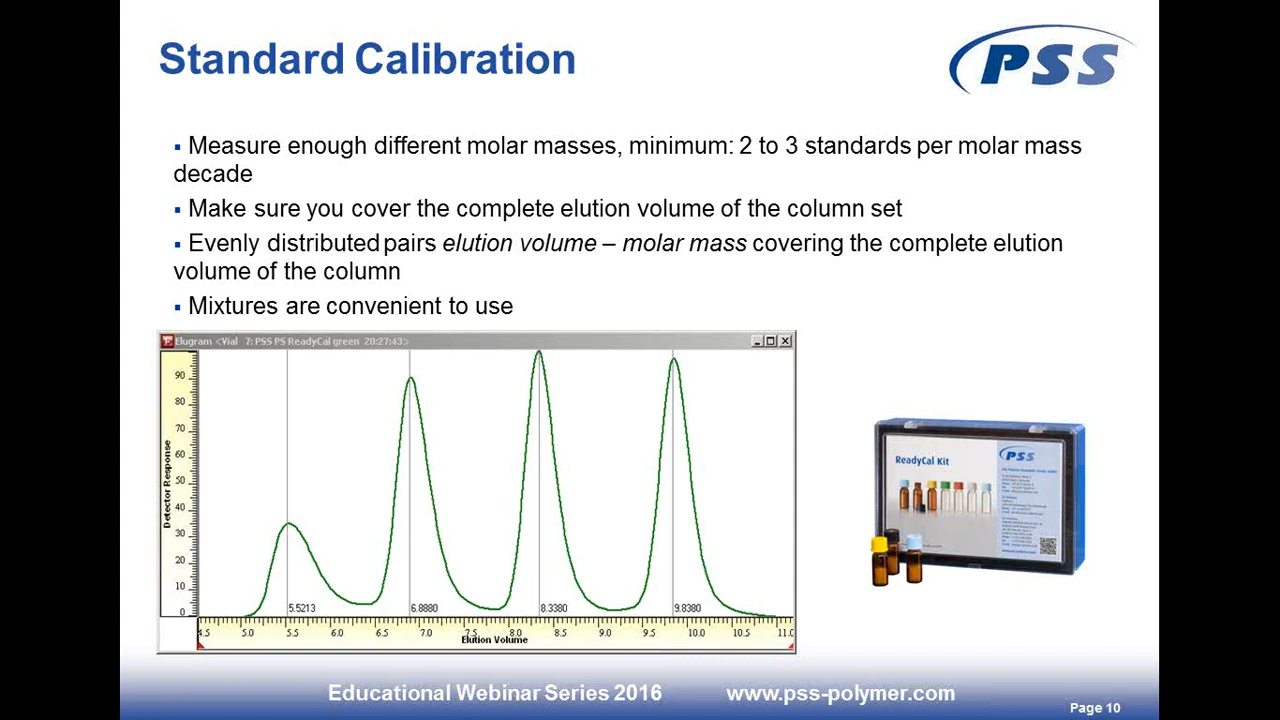 Standard Calibration
PSS
▪ Measure enough different molar masses, minimum: 2 to 3 standards per molar mass
decade
▪ Make sure you cover the complete elution volume of the column set
▪ Evenly distributed pairs elution volume – molar mass covering the complete elution
volume of the column
▪ Mixtures are convenient to use
Elugram <Vial 7: PSS PS ReadyCal green 20:27:43>
Detector Response
90
80
70
60
50
40
30
20
10
0
5.5213
6.8880
8.3380
9.8380
4.5 5.0 5.5 6.0 6.5 7.0 7.5 8.0 8.5 9.0 9.5 10.0 10.5 11.0
Elution Volume
ReadyCal Kit
PSS
Educational Webinar Series 2016 www.pss-polymer.com
Page 10